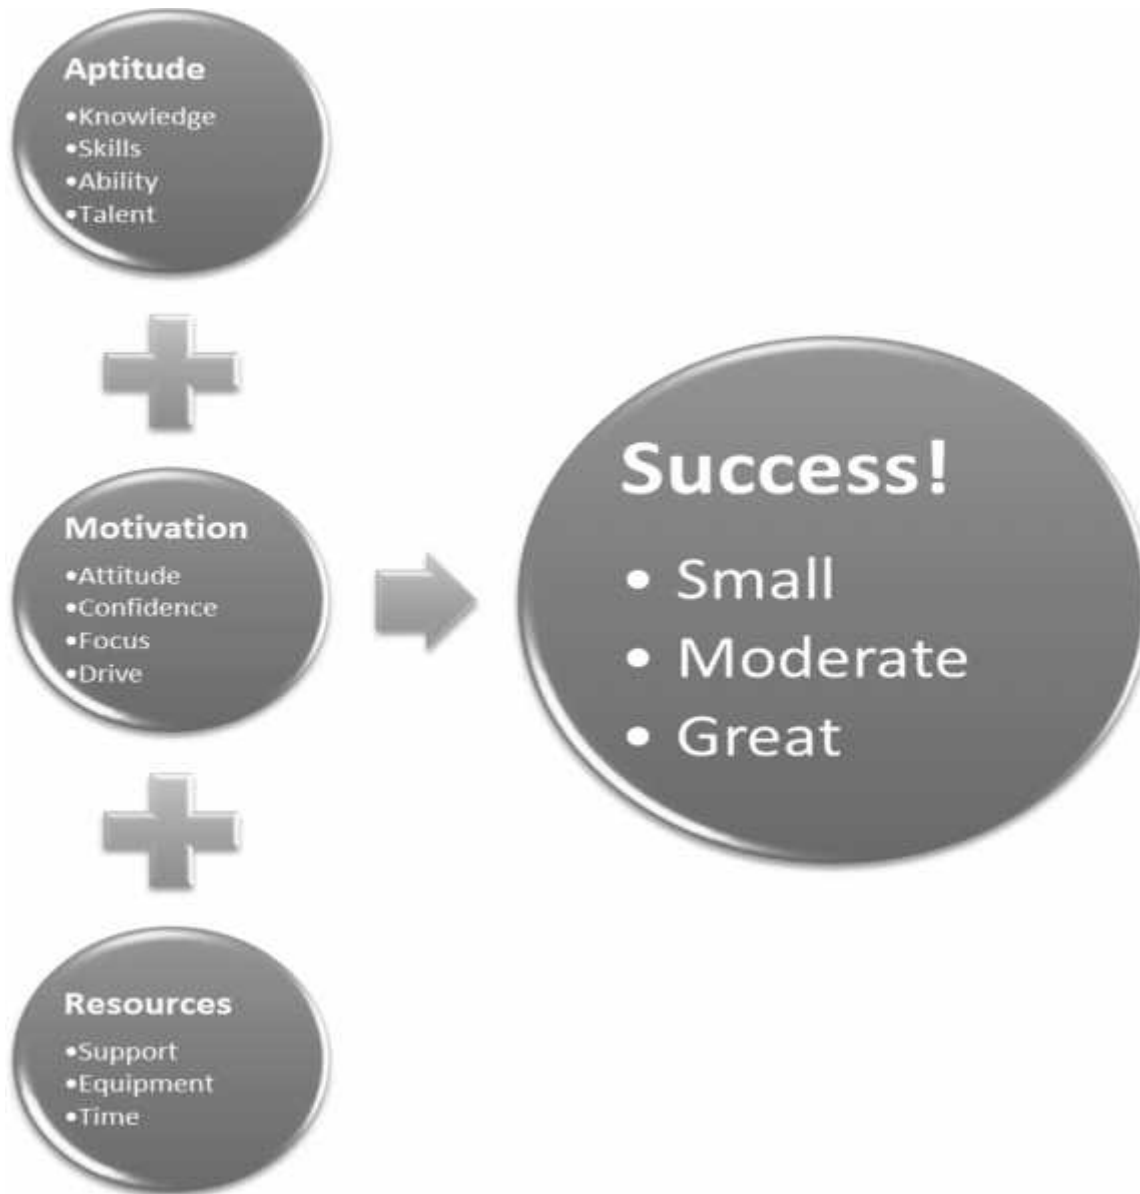 Aptitude
•Knowledge
•Skills
•Ability
•Talent
Motivation
•Attitude
•Confidence
•Focus
•Drive
Resources
•Support
•Equipment
•Time
Success!
• Small
• Moderate
• Great